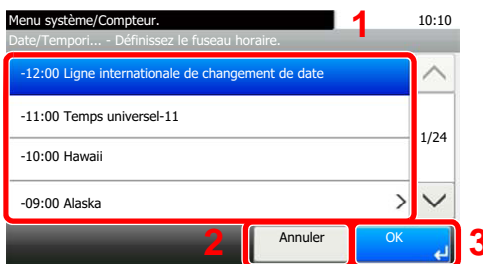 Menu système/Compteur. 1 10:10
Date/Tempori... - Définissez le fuseau horaire.
-12:00 Ligne internationale de changement de date
-11:00 Temps universel-11
1/24
-10:00 Hawaii
-09:00 Alaska
2 Annuler OK 3